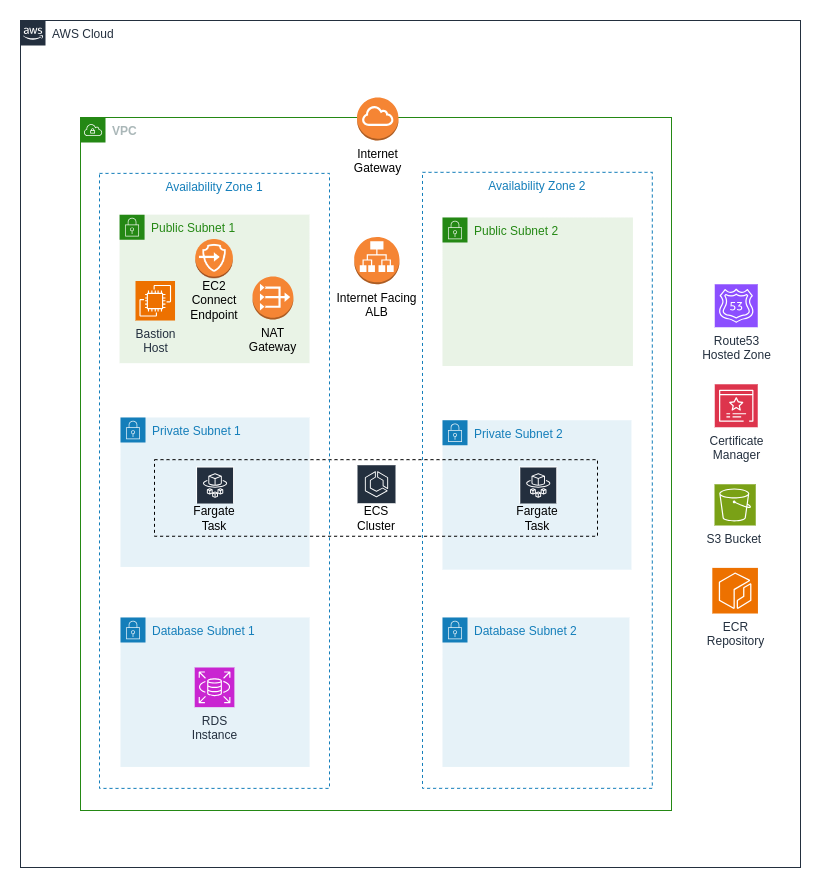 aws
AWS Cloud
VPC
Internet
Gateway
Availability Zone 1
Availability Zone 2
Public Subnet 1
Public Subnet 2
EC2
Connect
Endpoint
Bastion
Host
NAT
Gateway
Internet Facing
ALB
53
Route53
Hosted Zone
Certificate
Manager
Private Subnet 1
Private Subnet 2
Fargate
Task
ECS
Cluster
Fargate
Task
S3 Bucket
ECR
Repository
Database Subnet 1
Database Subnet 2
RDS
Instance